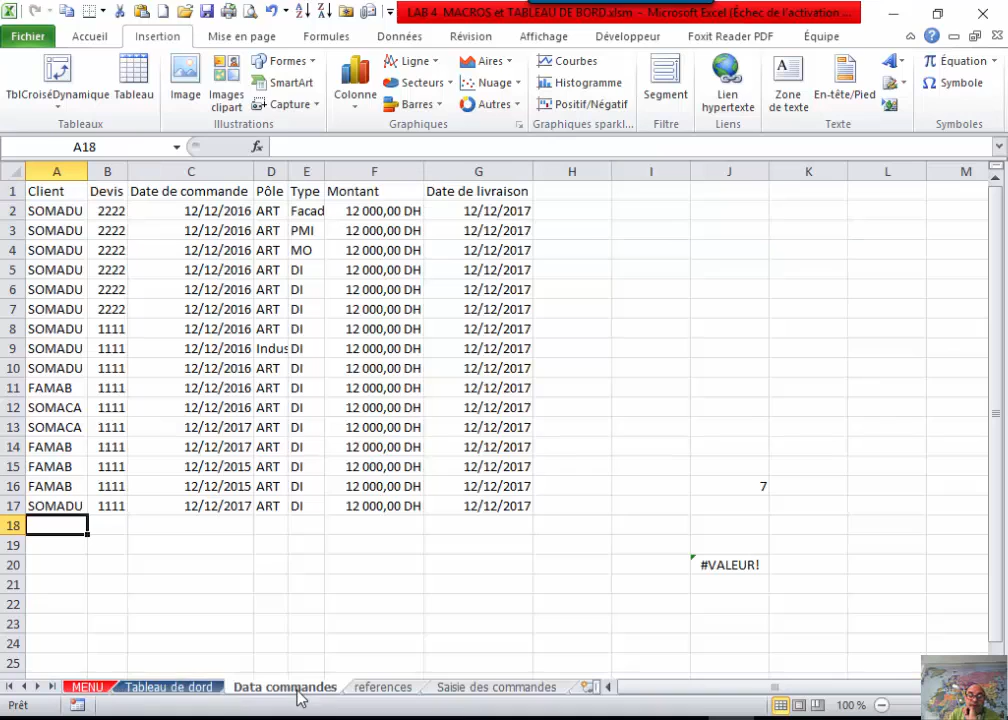 LAB 4- MACROS et TABLEAU DE BORD.xlsm - Microsoft Excel (Échec de l'activation ...
Fichier Accueil Insertion Mise en page Formules Données Révision Affichage Développeur Foxit Reader PDF Équipe
TblCroiséDynamique Tableau Image Images clipart Formes SmartArt Capture Colonne Ligne Secteurs Barres Aires Nuage Autres Courbes Histogramme Positif/Négatif Segment Lien hypertexte Zone de texte En-tête/Pied Équation Symbole
Tableaux Illustrations Graphiques Graphiques sparkl... Filtre Liens Texte Symboles
A18 fx
A B C D E F G H I J K L M
1 Client Devis Date de commande Pôle Type Montant Date de livraison
2 SOMADU 2222 12/12/2016 ART Facad 12 000,00 DH 12/12/2017
3 SOMADU 2222 12/12/2016 ART PMI 12 000,00 DH 12/12/2017
4 SOMADU 2222 12/12/2016 ART MO 12 000,00 DH 12/12/2017
5 SOMADU 2222 12/12/2016 ART DI 12 000,00 DH 12/12/2017
6 SOMADU 2222 12/12/2016 ART DI 12 000,00 DH 12/12/2017
7 SOMADU 2222 12/12/2016 ART DI 12 000,00 DH 12/12/2017
8 SOMADU 1111 12/12/2016 ART DI 12 000,00 DH 12/12/2017
9 SOMADU 1111 12/12/2016 Indus DI 12 000,00 DH 12/12/2017
10 SOMADU 1111 12/12/2016 ART DI 12 000,00 DH 12/12/2017
11 FAMAB 1111 12/12/2016 ART DI 12 000,00 DH 12/12/2017
12 SOMACA 1111 12/12/2016 ART DI 12 000,00 DH 12/12/2017
13 SOMACA 1111 12/12/2017 ART DI 12 000,00 DH 12/12/2017
14 FAMAB 1111 12/12/2017 ART DI 12 000,00 DH 12/12/2017
15 FAMAB 1111 12/12/2015 ART DI 12 000,00 DH 12/12/2017
16 FAMAB 1111 12/12/2015 ART DI 12 000,00 DH 12/12/2017 7
17 SOMADU 1111 12/12/2017 ART DI 12 000,00 DH 12/12/2017
18
19
20 #VALEUR!
21
22
23
24
25
MENU Tableau de dord Data commandes references Saisie des commandes
Prêt 100 %